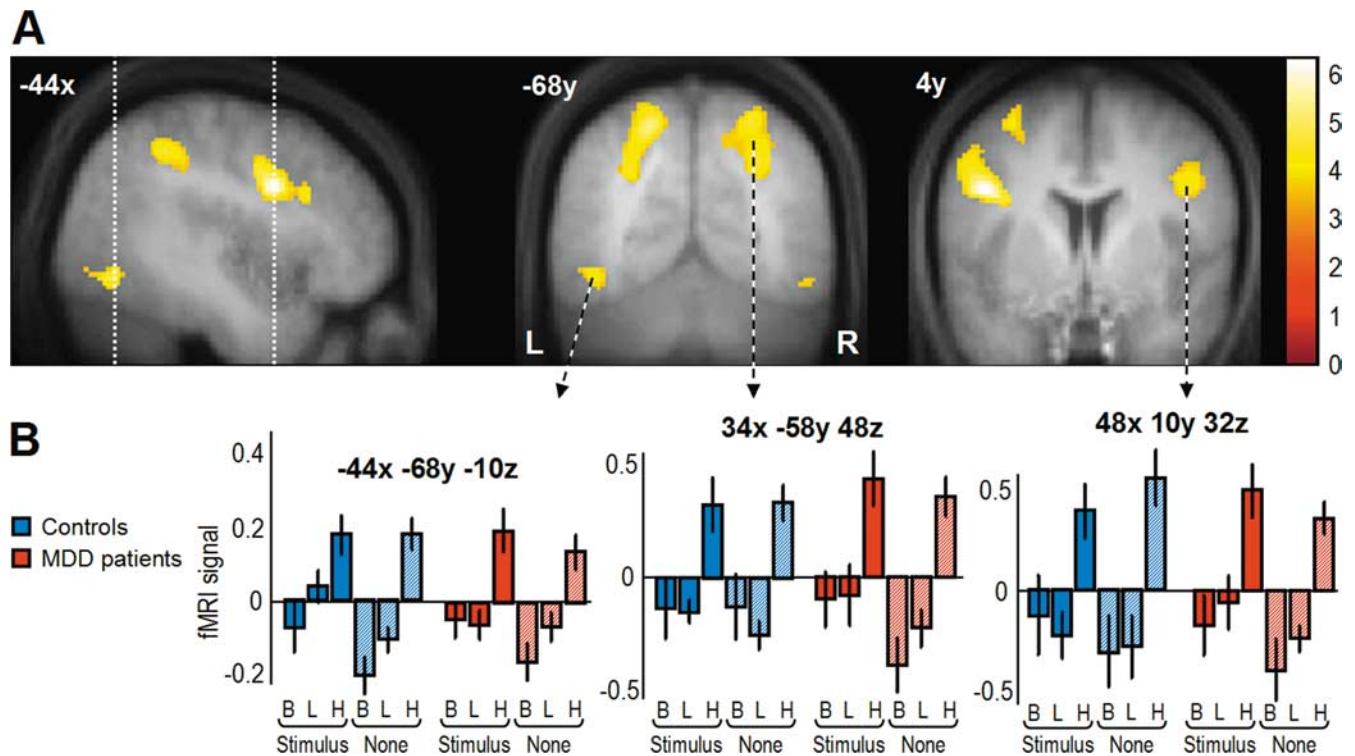 A
-44x
-68y
4y
6
5
4
3
2
1
0
L
R
B
34x -58y 48z
48x 10y 32z
-44x -68y -10z
Controls
MDD patients
fMRI signal
0.4
0.2
0
-0.2
0.5
0
-0.5
0.5
0
-0.5
B L H B L H B L H B L H
Stimulus None Stimulus None
B L H B L H B L H B L H
Stimulus None Stimulus None
B L H B L H B L H B L H
Stimulus None Stimulus None